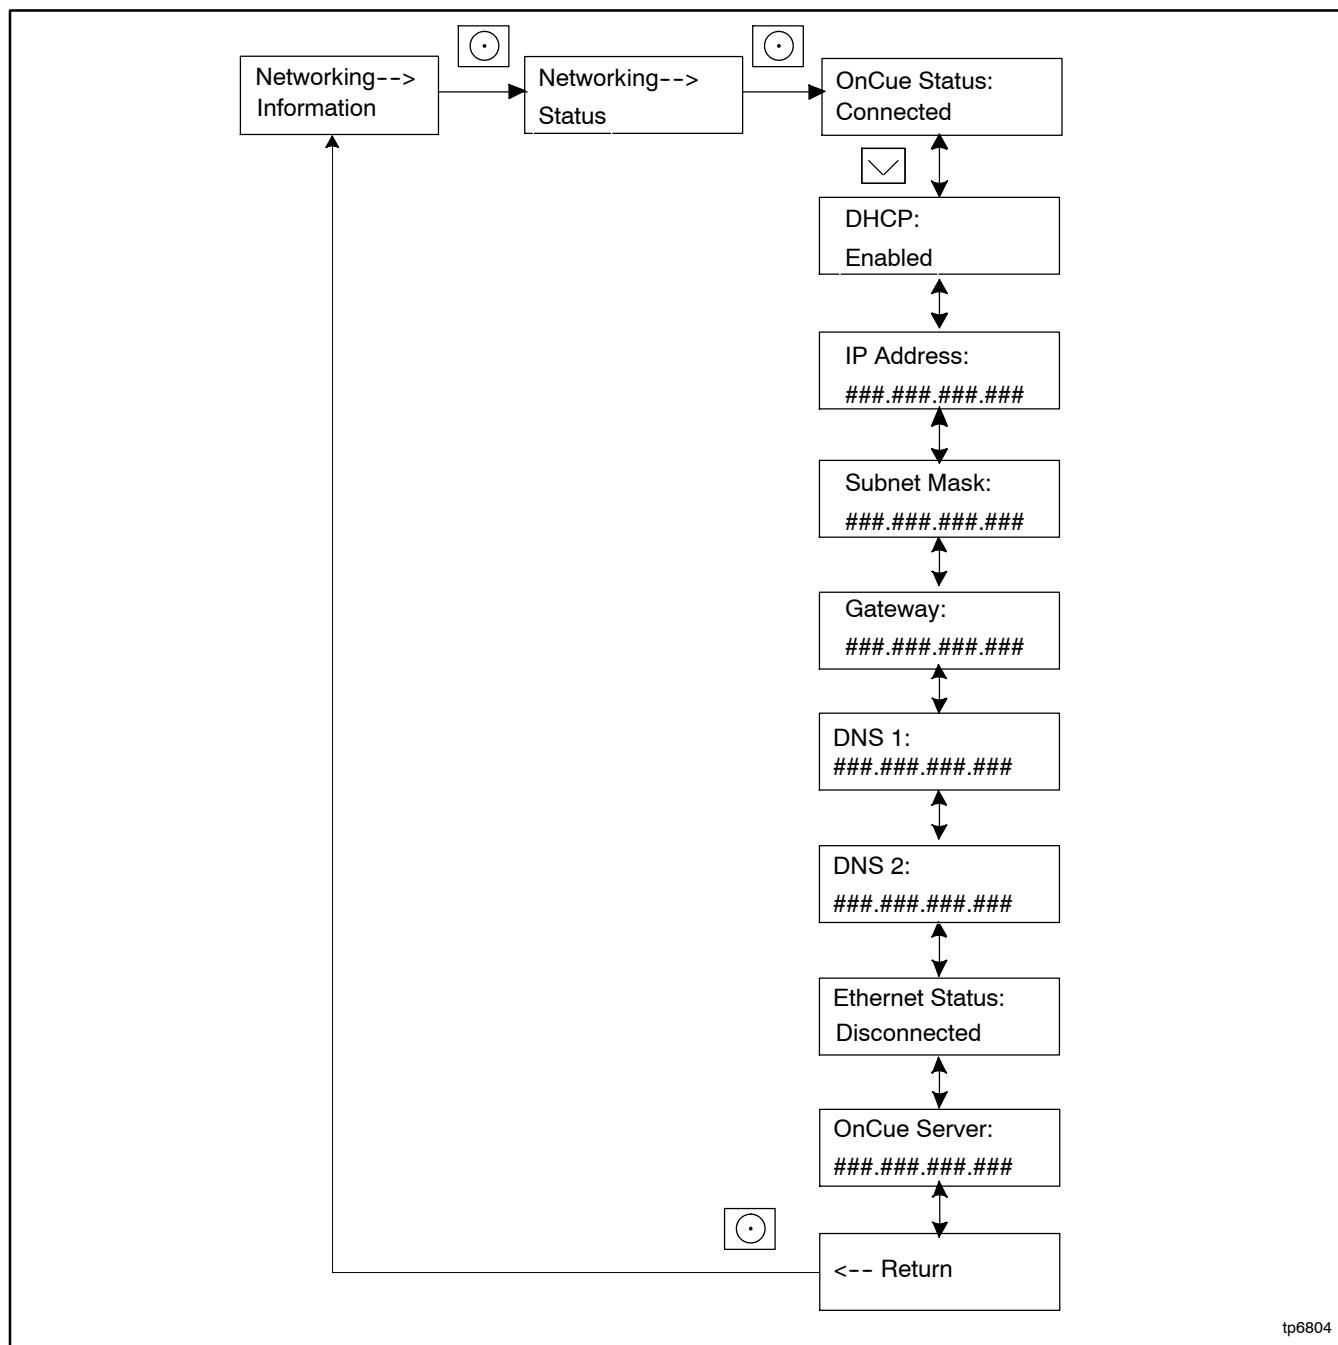 Networking-->
Information
Networking-->
Status
OnCue Status:
Connected
DHCP:
Enabled
IP Address:
###.###.###.###
Subnet Mask:
###.###.###.###
Gateway:
###.###.###.###
DNS 1:
###.###.###.###
DNS 2:
###.###.###.###
Ethernet Status:
Disconnected
OnCue Server:
###.###.###.###
<-- Return
tp6804